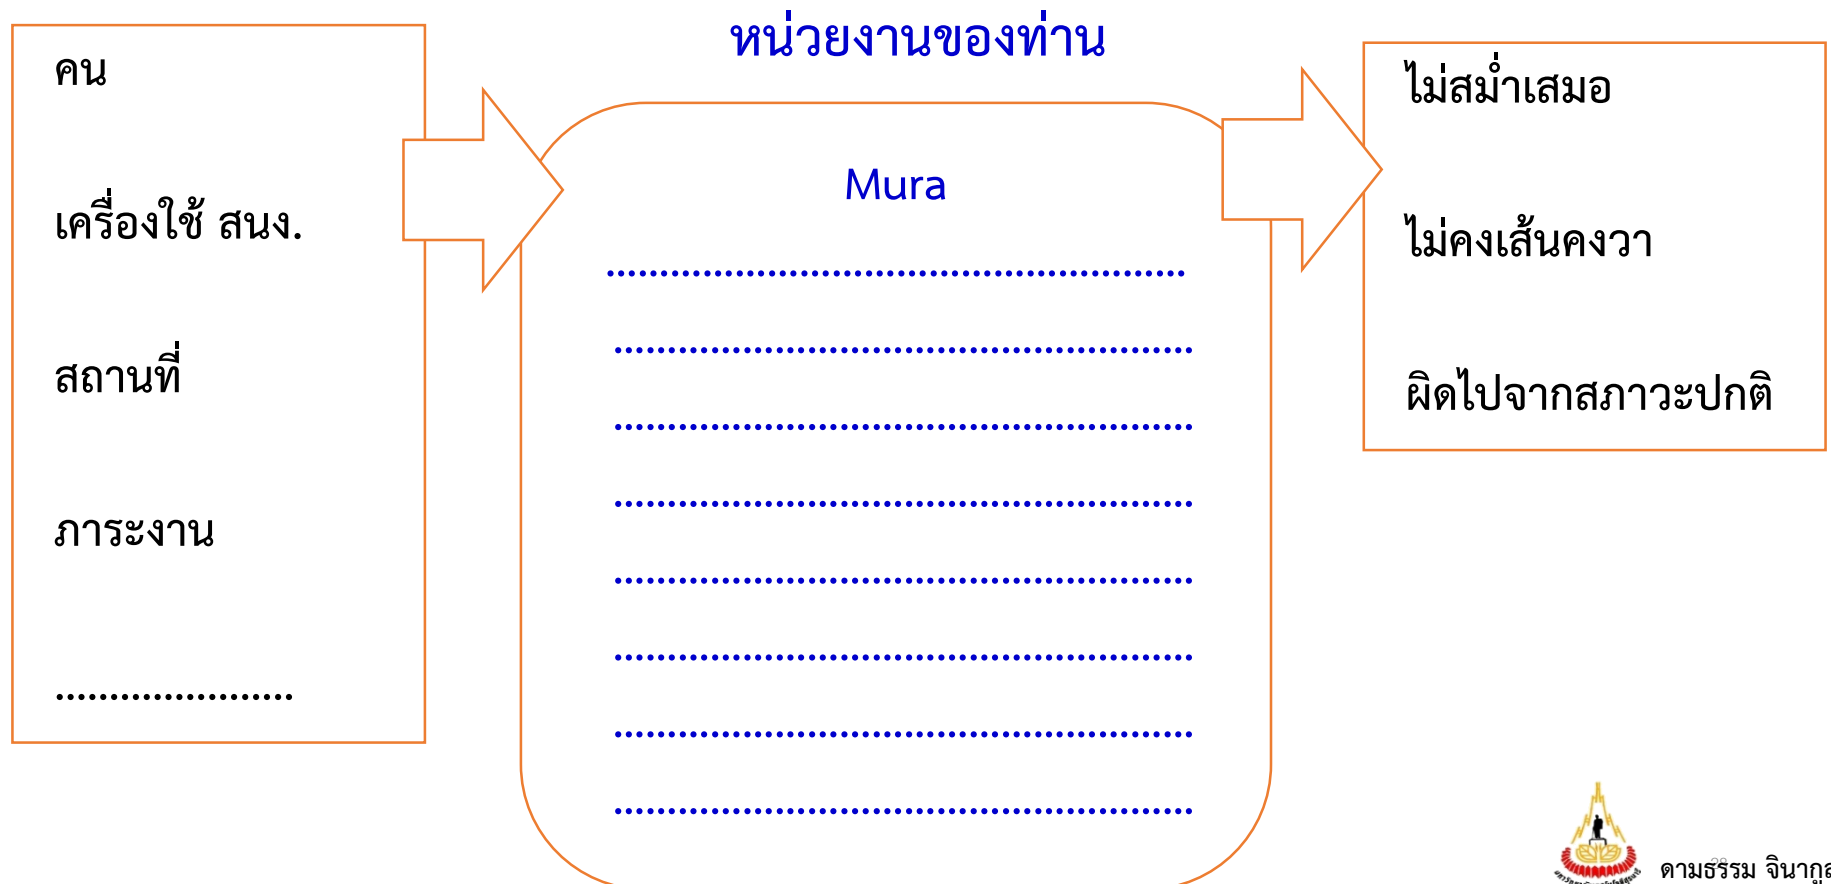 หน่วยงานของท่าน
คน
เครื่องใช้ สนง.
สถานที่
ภาระงาน
......................
Mura
......................................................
......................................................
......................................................
......................................................
......................................................
......................................................
......................................................
......................................................
ไม่สม่ำเสมอ
ไม่คงเส้นคงวา
ผิดไปจากสภาวะปกติ
28
ดามธรรม